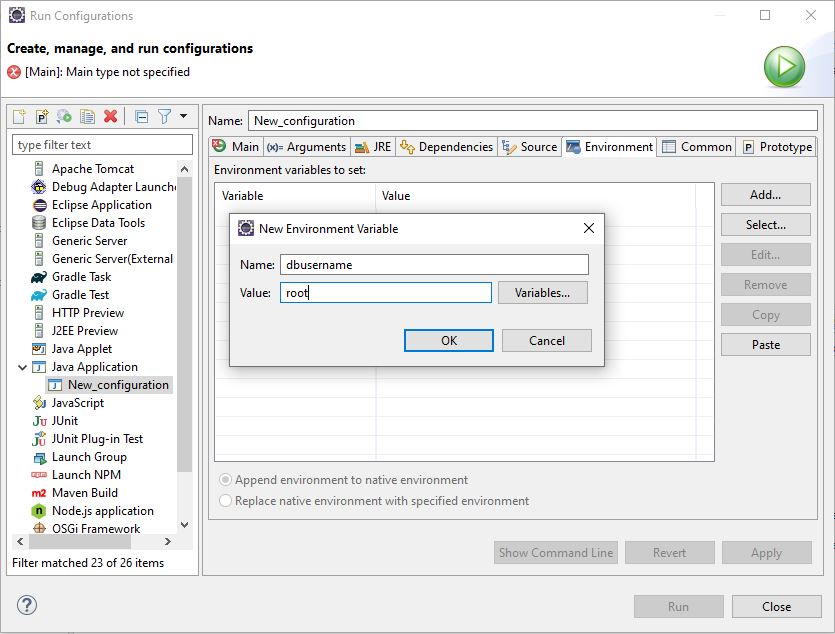 Run Configurations
Create, manage, and run configurations
[Main]: Main type not specified
type filter text
Apache Tomcat
Debug Adapter Launche
Eclipse Application
Eclipse Data Tools
Generic Server
Generic Server(External
Gradle Task
Gradle Test
HTTP Preview
J2EE Preview
Java Applet
Java Application
New_configuration
JavaScript
JUnit
JUnit Plug-in Test
Launch Group
Launch NPM
Maven Build
Node.js application
OSGi Framework
Filter matched 23 of 26 items
Name: New_configuration
Main (x)= Arguments JRE Dependencies Source Environment Common Prototype
Environment variables to set:
Variable Value
Add...
Select...
Edit...
Remove
Copy
Paste
New Environment Variable
Name: dbusername
Value: root Variables...
OK Cancel
Append environment to native environment
Replace native environment with specified environment
Show Command Line Revert Apply
Run Close